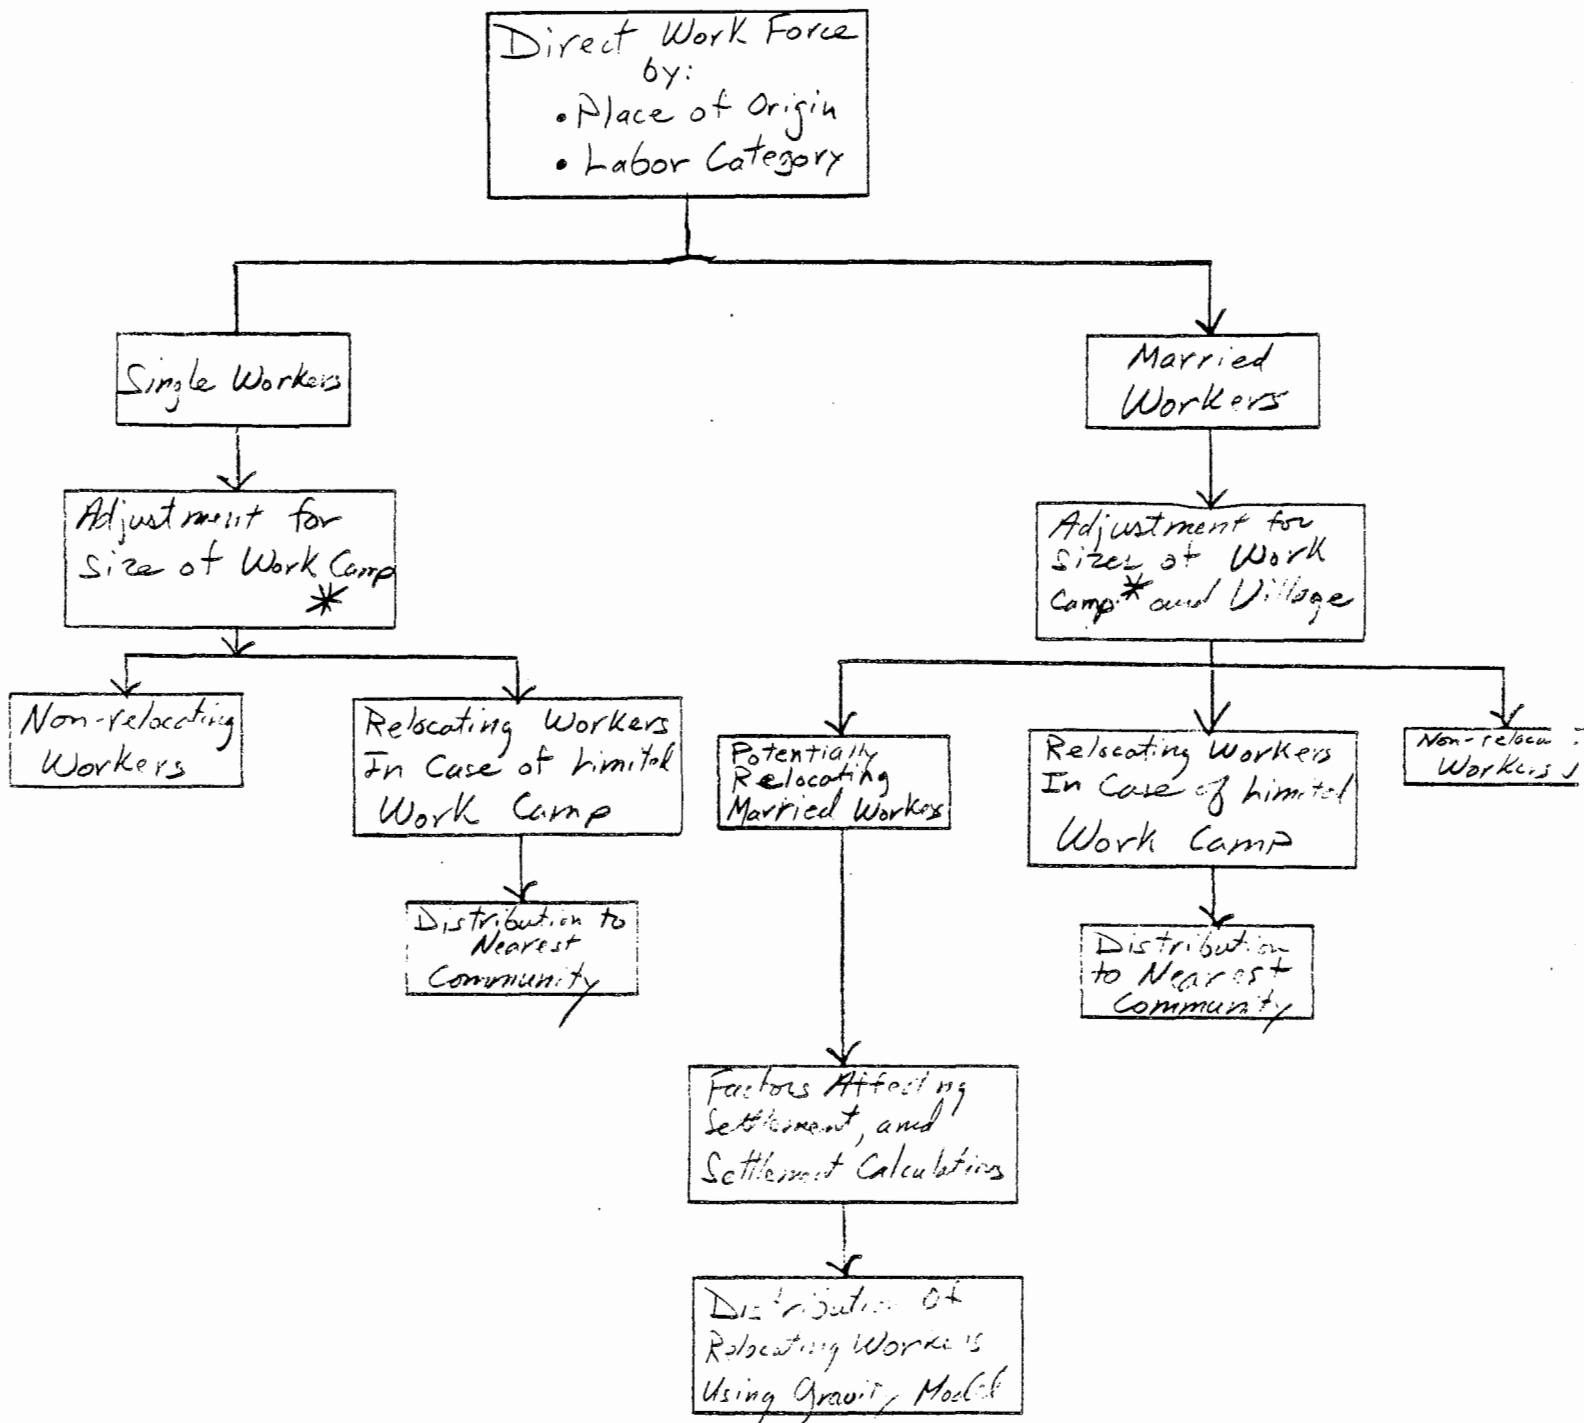 Direct Work Force
by:
• Place of Origin
• Labor Category
Single Workers
Married
Workers
Adjustment for
Size of Work Camp
*
Adjustment for
Sizes of Work
Camp* and Village
Non-relocating
Workers
Relocating Workers
In Case of Limited
Work Camp
Potentially
Relocating
Married Workers
Relocating Workers
In Case of Limited
Work Camp
Non-reloca
Workers
Distribution to
Nearest
Community
Distribution
to Nearest
Community
Factors Affecting
Settlement, and
Settlement Calculations
Distribution Of
Relocating Workers
Using Gravity Model